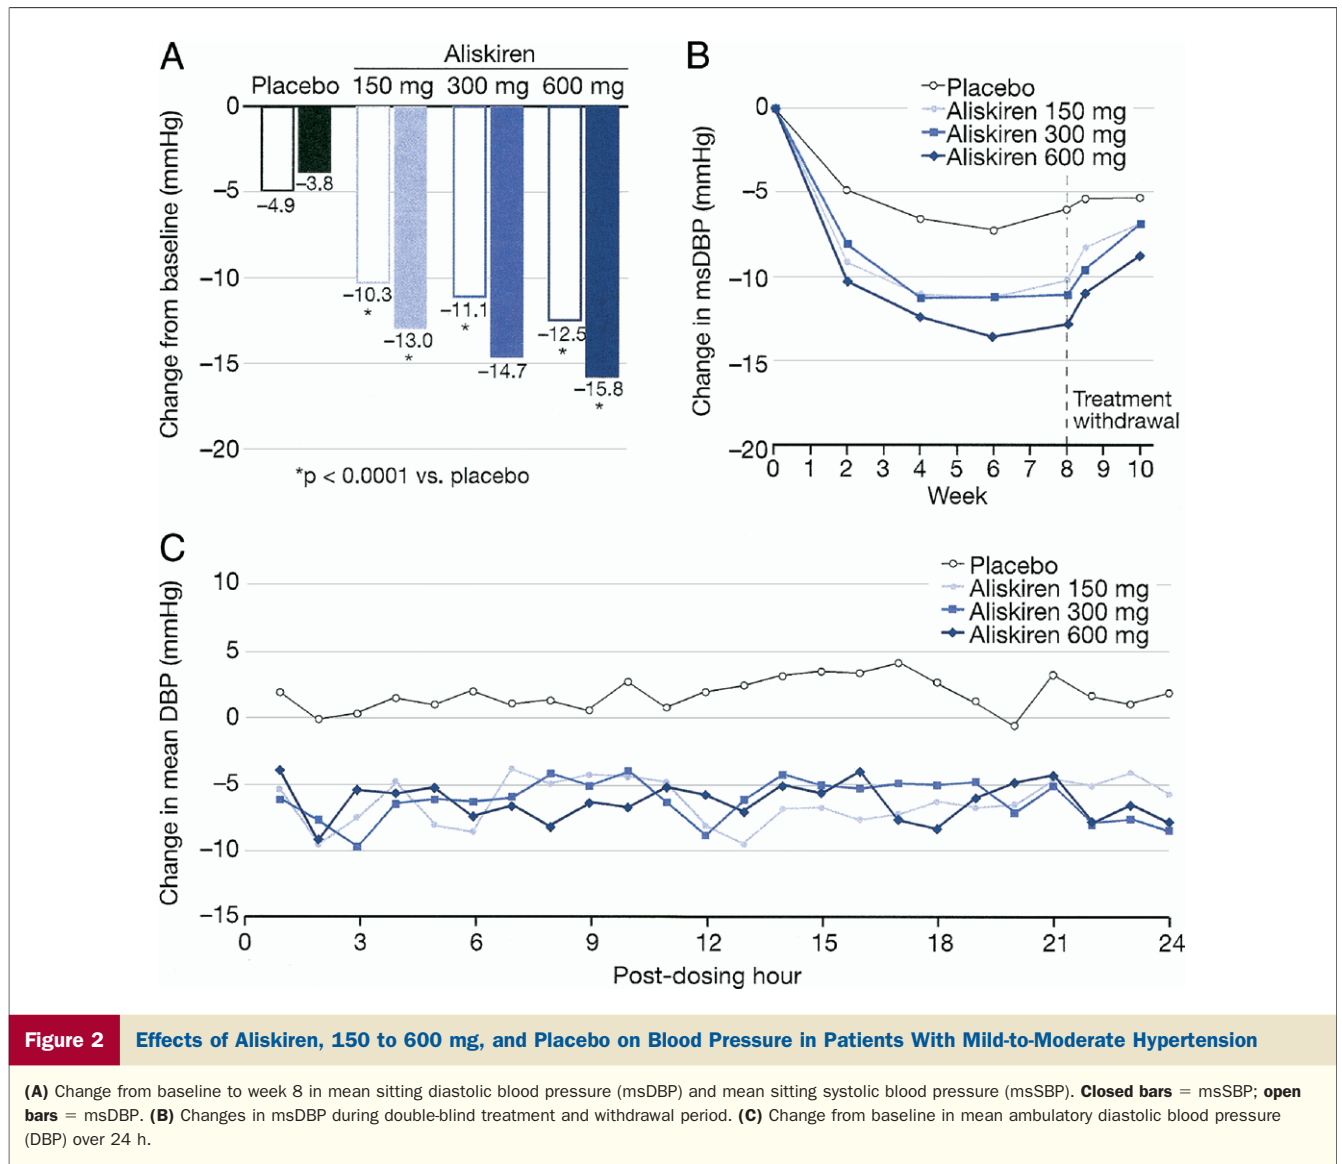 A
Aliskiren
Placebo 150 mg 300 mg 600 mg
Change from baseline (mmHg)
0
−5
−10
−15
−20
−4.9
−3.8
−10.3
*
−13.0
*
−11.1
*
−14.7
−12.5
*
−15.8
*
*p < 0.0001 vs. placebo
B
Placebo
Aliskiren 150 mg
Aliskiren 300 mg
Aliskiren 600 mg
Change in msDBP (mmHg)
0
−5
−10
−15
−20
Treatment
withdrawal
0 1 2 3 4 5 6 7 8 9 10
Week
C
Placebo
Aliskiren 150 mg
Aliskiren 300 mg
Aliskiren 600 mg
Change in mean DBP (mmHg)
10
5
0
−5
−10
−15
0 3 6 9 12 15 18 21 24
Post-dosing hour
Figure 2 Effects of Aliskiren, 150 to 600 mg, and Placebo on Blood Pressure in Patients With Mild-to-Moderate Hypertension
(A) Change from baseline to week 8 in mean sitting diastolic blood pressure (msDBP) and mean sitting systolic blood pressure (msSBP). Closed bars = msSBP; open
bars = msDBP. (B) Changes in msDBP during double-blind treatment and withdrawal period. (C) Change from baseline in mean ambulatory diastolic blood pressure
(DBP) over 24 h.